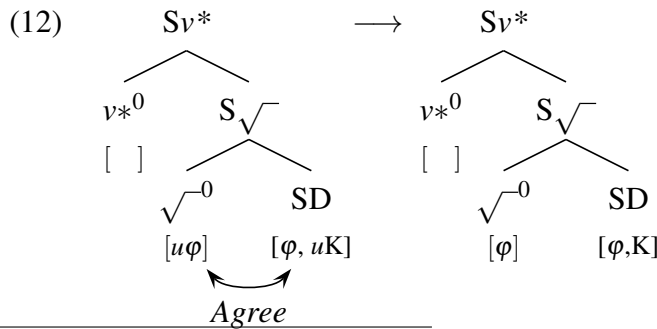 (12) Sv* ⟶ Sv*
v*⁰ S√ v*⁰ S√
[ ] [ ]
√⁰ SD √⁰ SD
[uφ] [φ, uK] [φ] [φ,K]
Agree